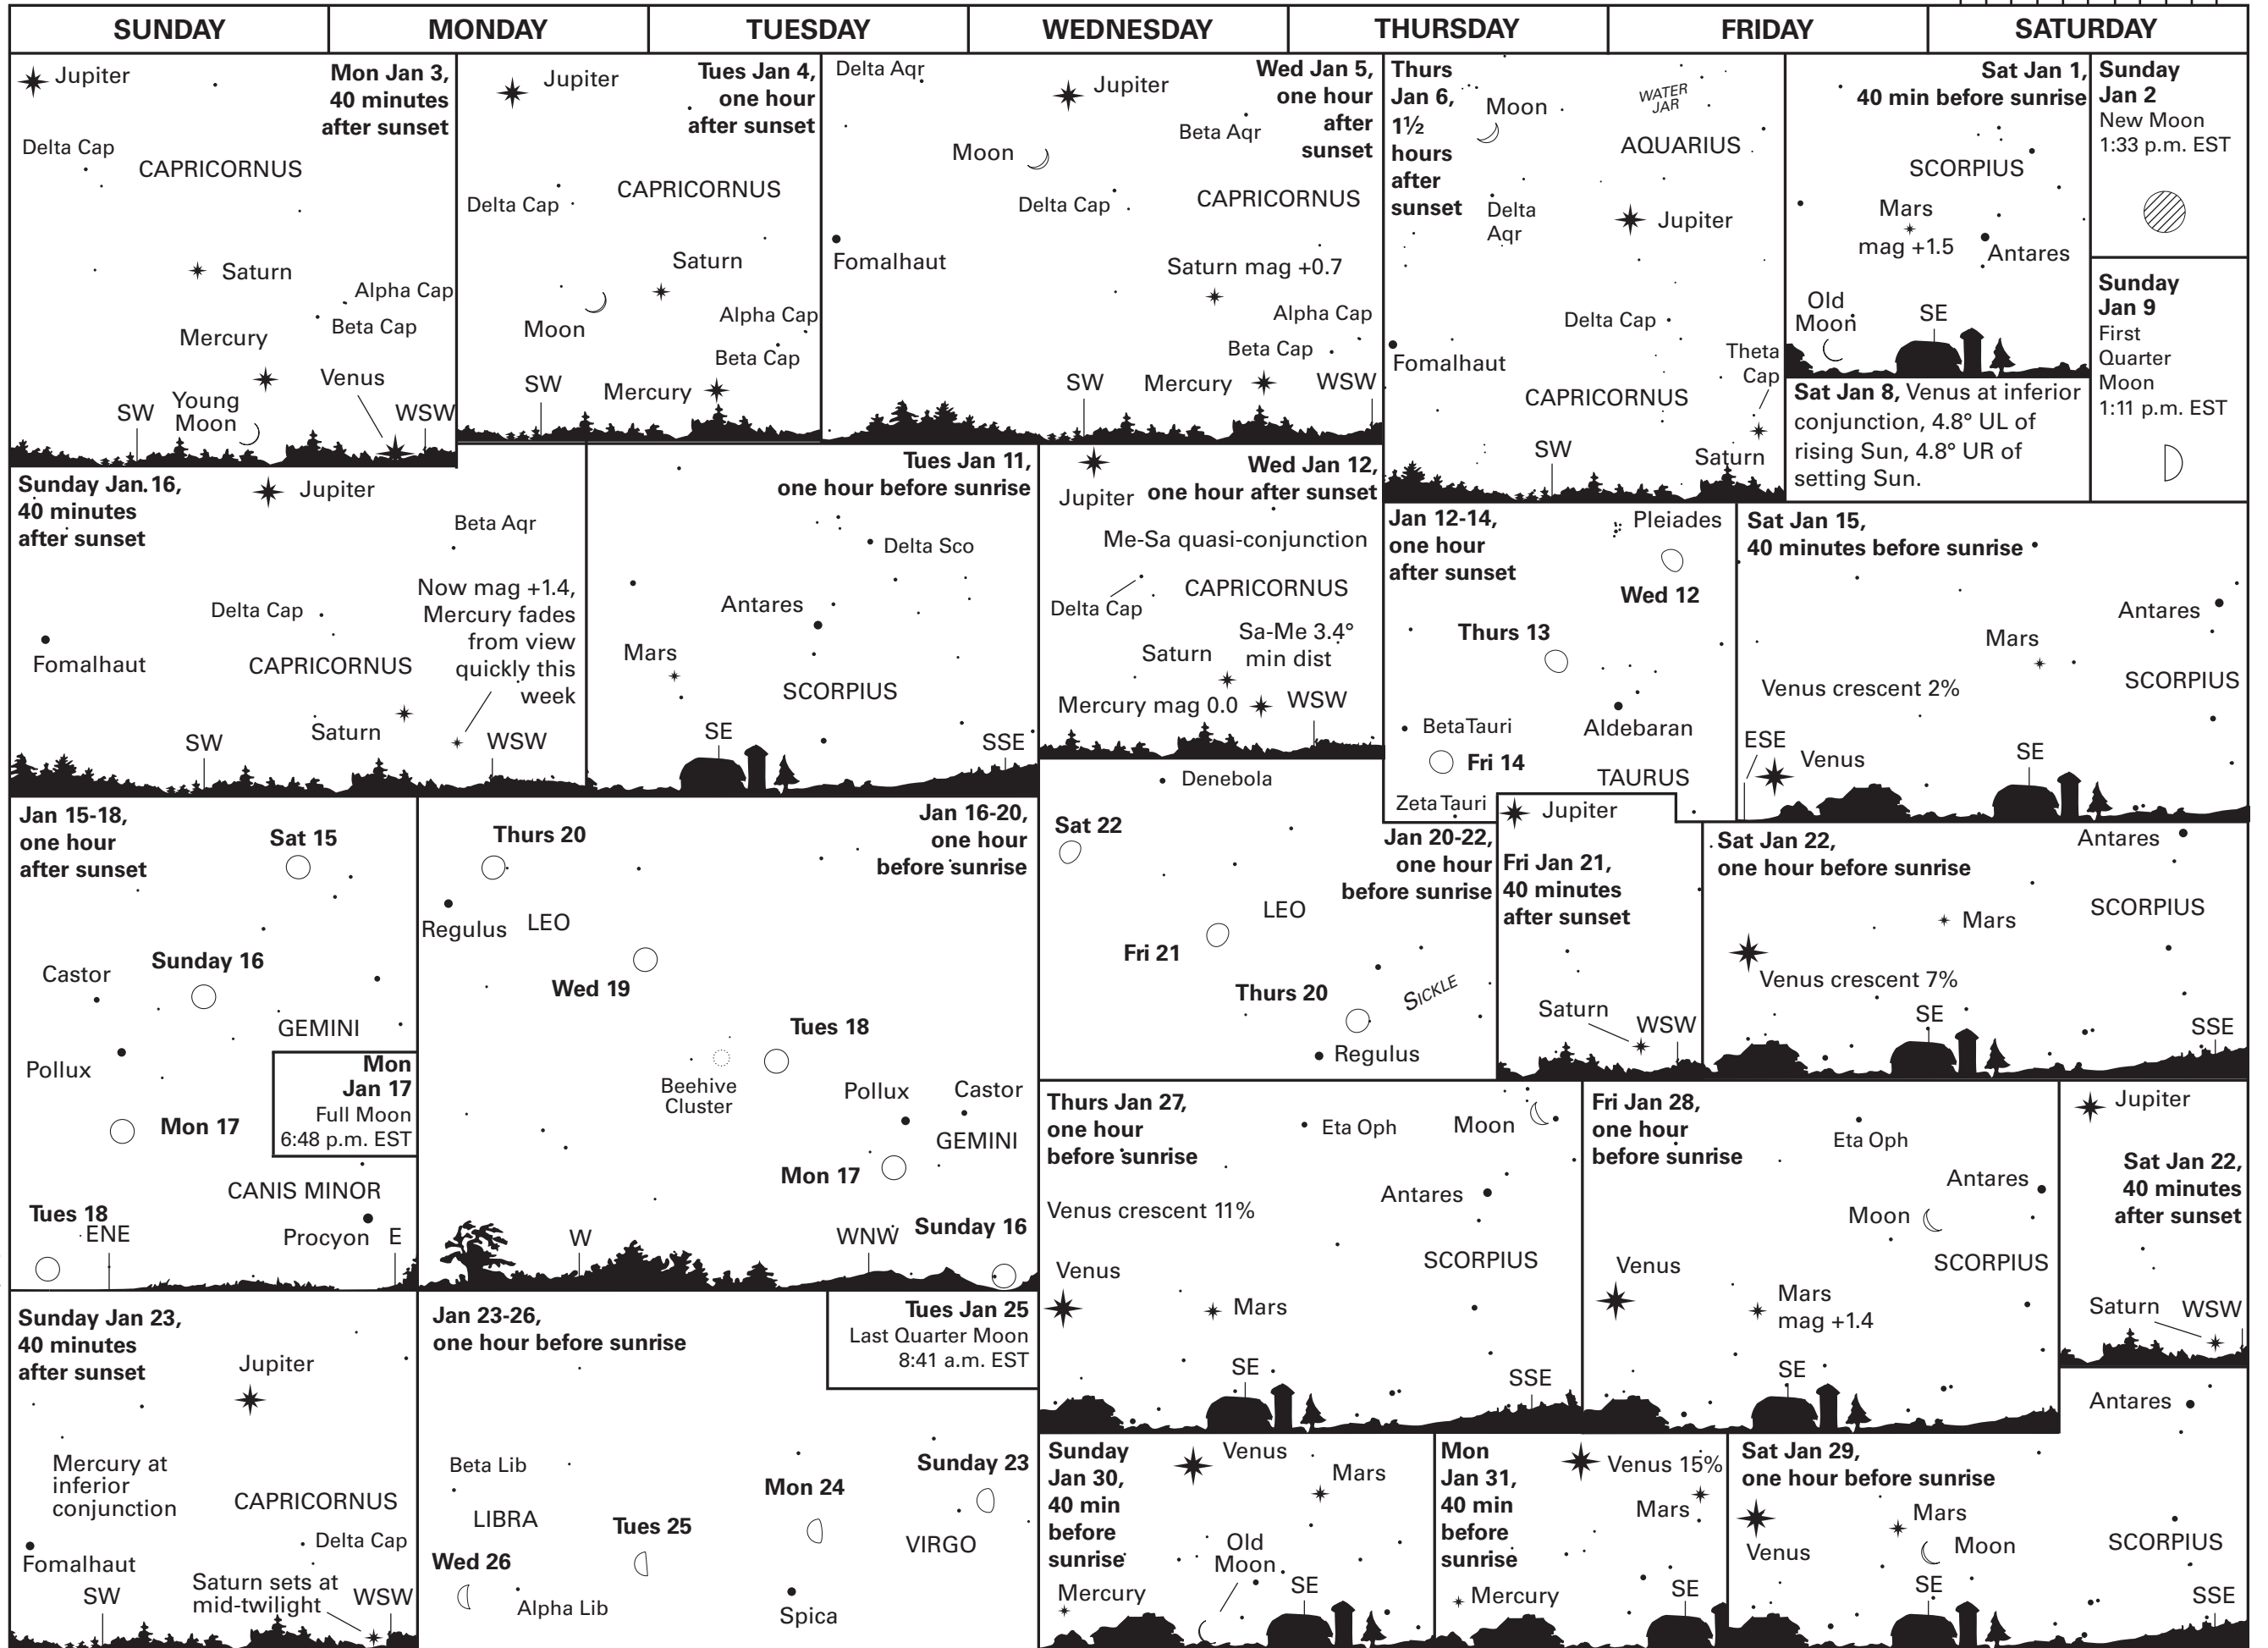 SUNDAY
MONDAY
TUESDAY
WEDNESDAY
THURSDAY
FRIDAY
SATURDAY
Jupiter
Mon Jan 3,
40 minutes
after sunset
Delta Cap
CAPRICORNUS
Saturn
Alpha Cap
Beta Cap
Mercury
Venus
Young
Moon
SW
WSW
Jupiter
Tues Jan 4,
one hour
after sunset
CAPRICORNUS
Delta Cap
Saturn
Moon
Alpha Cap
Beta Cap
SW
Mercury
Delta Aqr
Jupiter
Wed Jan 5,
one hour
after
sunset
Beta Aqr
Moon
Delta Cap
CAPRICORNUS
Fomalhaut
Saturn mag +0.7
Alpha Cap
Beta Cap
SW
Mercury
WSW
Thurs
Jan 6,
1½
hours
after
sunset
Moon
WATER
JAR
AQUARIUS
Delta
Aqr
Jupiter
Delta Cap
Theta
Cap
Fomalhaut
CAPRICORNUS
SW
Saturn
Sat Jan 1,
40 min before sunrise
SCORPIUS
Mars
mag +1.5
Antares
Old
Moon
SE
Sunday
Jan 2
New Moon
1:33 p.m. EST
Sunday
Jan 9
First
Quarter
Moon
1:11 p.m. EST
Sat Jan 8, Venus at inferior
conjunction, 4.8° UL of
rising Sun, 4.8° UR of
setting Sun.
Sunday Jan. 16,
40 minutes
after sunset
Jupiter
Beta Aqr
Now mag +1.4,
Mercury fades
from view
quickly this
week
Delta Cap
Fomalhaut
CAPRICORNUS
Saturn
SW
WSW
Tues Jan 11,
one hour before sunrise
Delta Sco
Antares
Mars
SCORPIUS
SE
SSE
Wed Jan 12,
one hour after sunset
Jupiter
Me-Sa quasi-conjunction
CAPRICORNUS
Delta Cap
Sa-Me 3.4°
min dist
Saturn
Mercury mag 0.0
WSW
Jan 12-14,
one hour
after sunset
Pleiades
Wed 12
Thurs 13
Beta Tauri
Aldebaran
Fri 14
TAURUS
Zeta Tauri
Sat Jan 15,
40 minutes before sunrise
Antares
Mars
SCORPIUS
Venus crescent 2%
ESE
Venus
SE
Jan 15-18,
one hour
after sunset
Sat 15
Sunday 16
Castor
GEMINI
Pollux
Mon 17
Mon
Jan 17
Full Moon
6:48 p.m. EST
CANIS MINOR
Tues 18
ENE
Procyon
E
Thurs 20
Jan 16-20,
one hour
before sunrise
Regulus
LEO
Wed 19
Tues 18
Beehive
Cluster
Pollux
Castor
GEMINI
Mon 17
W
WNW
Sunday 16
Denebola
Sat 22
Jan 20-22,
one hour
before sunrise
LEO
Fri 21
Thurs 20
SICKLE
Regulus
Jupiter
Fri Jan 21,
40 minutes
after sunset
Saturn
WSW
Sat Jan 22,
one hour before sunrise
Antares
Mars
SCORPIUS
Venus crescent 7%
SE
SSE
Thurs Jan 27,
one hour
before sunrise
Eta Oph
Moon
Antares
Venus crescent 11%
SCORPIUS
Venus
Mars
SE
SSE
Fri Jan 28,
one hour
before sunrise
Eta Oph
Antares
Moon
SCORPIUS
Venus
Mars
mag +1.4
SE
Jupiter
Sat Jan 22,
40 minutes
after sunset
Saturn
WSW
Sunday Jan 23,
40 minutes
after sunset
Jupiter
Mercury at
inferior
conjunction
CAPRICORNUS
Delta Cap
Fomalhaut
Saturn sets at
mid-twilight
SW
WSW
Jan 23-26,
one hour before sunrise
Tues Jan 25
Last Quarter Moon
8:41 a.m. EST
Beta Lib
Sunday 23
Mon 24
LIBRA
Tues 25
VIRGO
Wed 26
Alpha Lib
Spica
Sunday
Jan 30,
40 min
before
sunrise
Venus
Mars
Old
Moon
Mercury
SE
Mon
Jan 31,
40 min
before
sunrise
Venus 15%
Mars
Mercury
SE
Antares
Sat Jan 29,
one hour before sunrise
Mars
Moon
Venus
SCORPIUS
SE
SSE